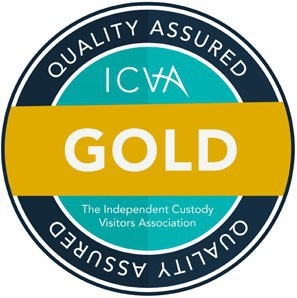 QUALITY ASSURED
ICVA
GOLD
The Independent Custody
Visitors Association
QUALITY ASSURED